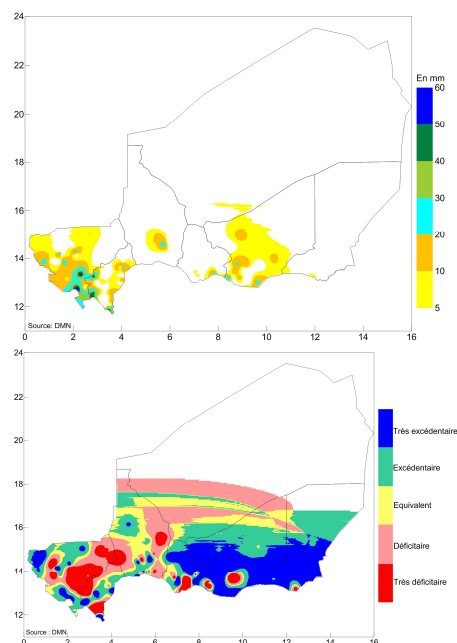 24
22
20
18
16
14
12
0 2 4 6 8 10 12 14 16
Source: DMN
En mm
60
50
40
30
20
10
5
24
22
20
18
16
14
12
0 2 4 6 8 10 12 14 16
Source : DMN
Très excédentaire
Excédentaire
Equivalent
Déficitaire
Très déficitaire